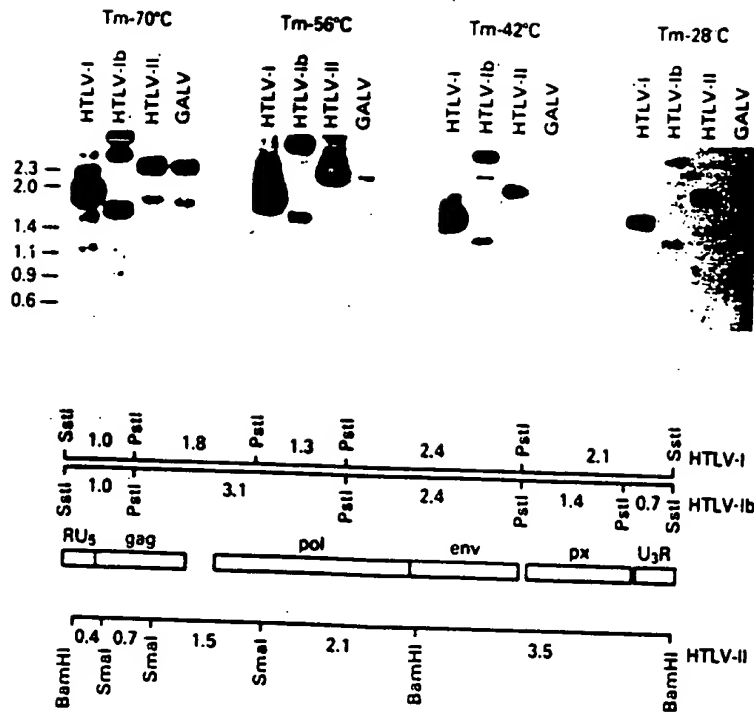 Tm-70°C
Tm-56°C
Tm-42°C
Tm-28°C
HTLV-I
HTLV-Ib
HTLV-II
GALV
HTLV-I
HTLV-Ib
HTLV-II
GALV
HTLV-I
HTLV-Ib
HTLV-II
GALV
HTLV-I
HTLV-Ib
HTLV-II
GALV
2.3 —
2.0 —
1.4 —
1.1 —
0.9 —
0.6 —
SstI 1.0 PstI 1.8 PstI 1.3 PstI 2.4 PstI 2.1 SstI HTLV-I
SstI 1.0 PstI 3.1 PstI 2.4 PstI 1.4 PstI 0.7 SstI HTLV-Ib
RU5 gag pol env px U3R
0.4 0.7 1.5 2.1 3.5 HTLV-II
BamHI SmaI SmaI SmaI BamHI BamHI